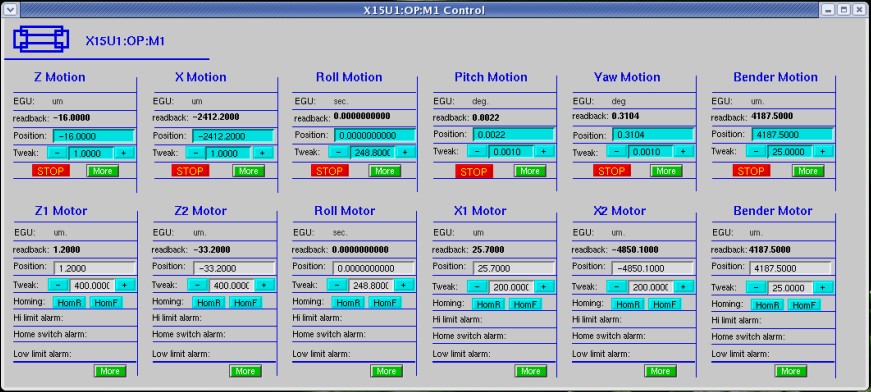 X15U1:OP:M1 Control
X15U1:OP:M1
Z Motion
EGU: um
readback: -16.0000
Position: -16.0000
Tweak: - 1.0000 +
STOP More
X Motion
EGU: um
readback: -2412.2000
Position: -2412.2000
Tweak: - 1.0000 +
STOP More
Roll Motion
EGU: sec.
readback: 0.0000000000
Position: 0.0000000000
Tweak: - 248.800( +
STOP More
Pitch Motion
EGU: deg.
readback: 0.0022
Position: 0.0022
Tweak: - 0.0010 +
STOP More
Yaw Motion
EGU: deg
readback: 0.3104
Position: 0.3104
Tweak: - 0.0010 +
STOP More
Bender Motion
EGU: um.
readback: 4187.5000
Position: 4187.5000
Tweak: - 25.0000 +
STOP More
Z1 Motor
EGU: um.
readback: 1.2000
Position: 1.2000
Tweak: - 400.000( +
Homing: HomR HomF
Hi limit alarm:
Home switch alarm:
Low limit alarm:
More
Z2 Motor
EGU: um.
readback: -33.2000
Position: -33.2000
Tweak: - 400.000( +
Homing: HomR HomF
Hi limit alarm:
Home switch alarm:
Low limit alarm:
More
Roll Motor
EGU: sec.
readback: 0.0000000000
Position: 0.0000000000
Tweak: - 248.800( +
Homing: HomR HomF
Hi limit alarm:
Home switch alarm:
Low limit alarm:
More
X1 Motor
EGU: um
readback: 25.7000
Position: 25.7000
Tweak: - 200.000( +
Homing: HomR HomF
Hi limit alarm:
Home switch alarm:
Low limit alarm:
More
X2 Motor
EGU: um.
readback: -4850.1000
Position: -4850.1000
Tweak: - 200.000( +
Homing: HomR HomF
Hi limit alarm:
Home switch alarm:
Low limit alarm:
More
Bender Motor
EGU: um.
readback: 4187.5000
Position: 4187.5000
Tweak: - 25.0000 +
Homing: HomR HomF
Hi limit alarm:
Home switch alarm:
Low limit alarm:
More